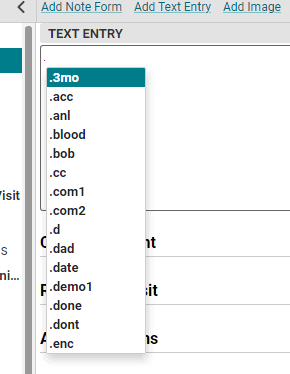 Add Note Form Add Text Entry Add Image
TEXT ENTRY
.
.3mo
.acc
.anl
.blood
.bob
.cc
.com1
.com2
.d
.dad
.date
.demo1
.done
.dont
.enc